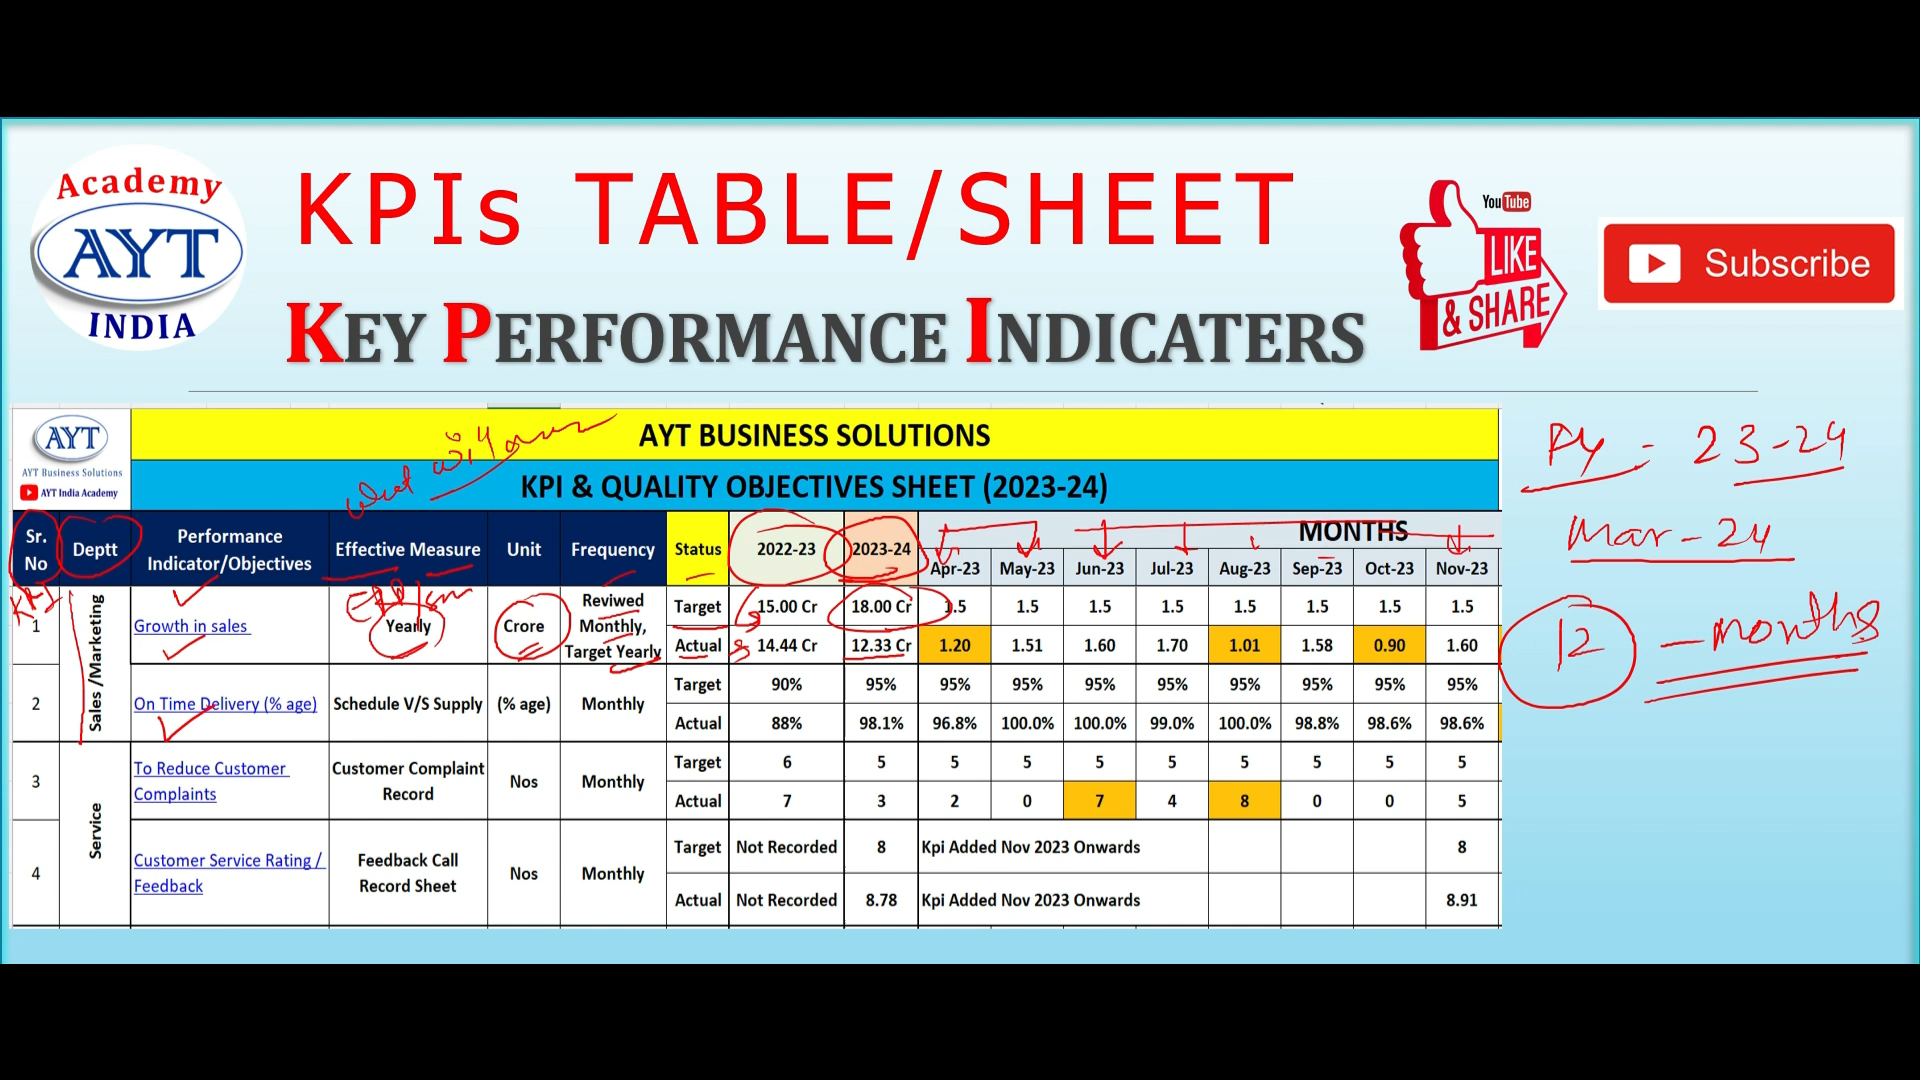 Academy
AYT
INDIA
KPIs TABLE/SHEET
KEY PERFORMANCE INDICATERS
YouTube
LIKE
& SHARE
Subscribe
AYT
AYT Business Solutions
AYT India Academy
AYT BUSINESS SOLUTIONS
KPI & QUALITY OBJECTIVES SHEET (2023-24)
what will
FY = 23-24
Mar-24
12 - months
Sr. No Deptt Performance Indicator/Objectives Effective Measure Unit Frequency Status 2022-23 2023-24 MONTHS
Apr-23 May-23 Jun-23 Jul-23 Aug-23 Sep-23 Oct-23 Nov-23
KPI
1 Sales /Marketing Growth in sales Yearly Crore Reviwed Monthly, Target Yearly
Target 15.00 Cr 18.00 Cr 1.5 1.5 1.5 1.5 1.5 1.5 1.5 1.5
Actual 14.44 Cr 12.33 Cr 1.20 1.51 1.60 1.70 1.01 1.58 0.90 1.60
2 On Time Delivery (% age) Schedule V/S Supply (% age) Monthly
Target 90% 95% 95% 95% 95% 95% 95% 95% 95% 95%
Actual 88% 98.1% 96.8% 100.0% 100.0% 99.0% 100.0% 98.8% 98.6% 98.6%
3 Service To Reduce Customer Complaints Customer Complaint Record Nos Monthly
Target 6 5 5 5 5 5 5 5 5 5
Actual 7 3 2 0 7 4 8 0 0 5
4 Customer Service Rating / Feedback Feedback Call Record Sheet Nos Monthly
Target Not Recorded 8 Kpi Added Nov 2023 Onwards 8
Actual Not Recorded 8.78 Kpi Added Nov 2023 Onwards 8.91